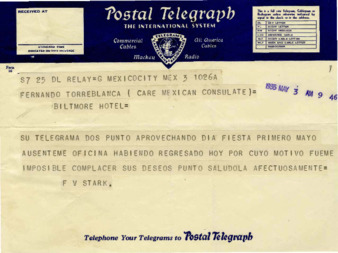 RECEIVED AT
Postal Telegraph
THE INTERNATIONAL SYSTEM
Commercial Cables
All America Cables
Mackay Radio
S7 25 DL RELAY=G MEXICOCITY MEX 3 1026A
1935 MAY 3 AM 9 46
FERNANDO TORREBLANCA ( CARE MEXICAN CONSULATE)=
BILTMORE HOTEL=
SU TELEGRAMA DOS PUNTO APROVECHANDO DIA FIESTA PRIMERO MAYO
AUSENTEME OFICINA HABIENDO REGRESADO HOY POR CUYO MOTIVO FUEME
IMPOSIBLE COMPLACER SUS DESEOS PUNTO SALUDOLA AFECTUOSAMENTE=
F V STARK.
Telephone Your Telegrams to Postal Telegraph